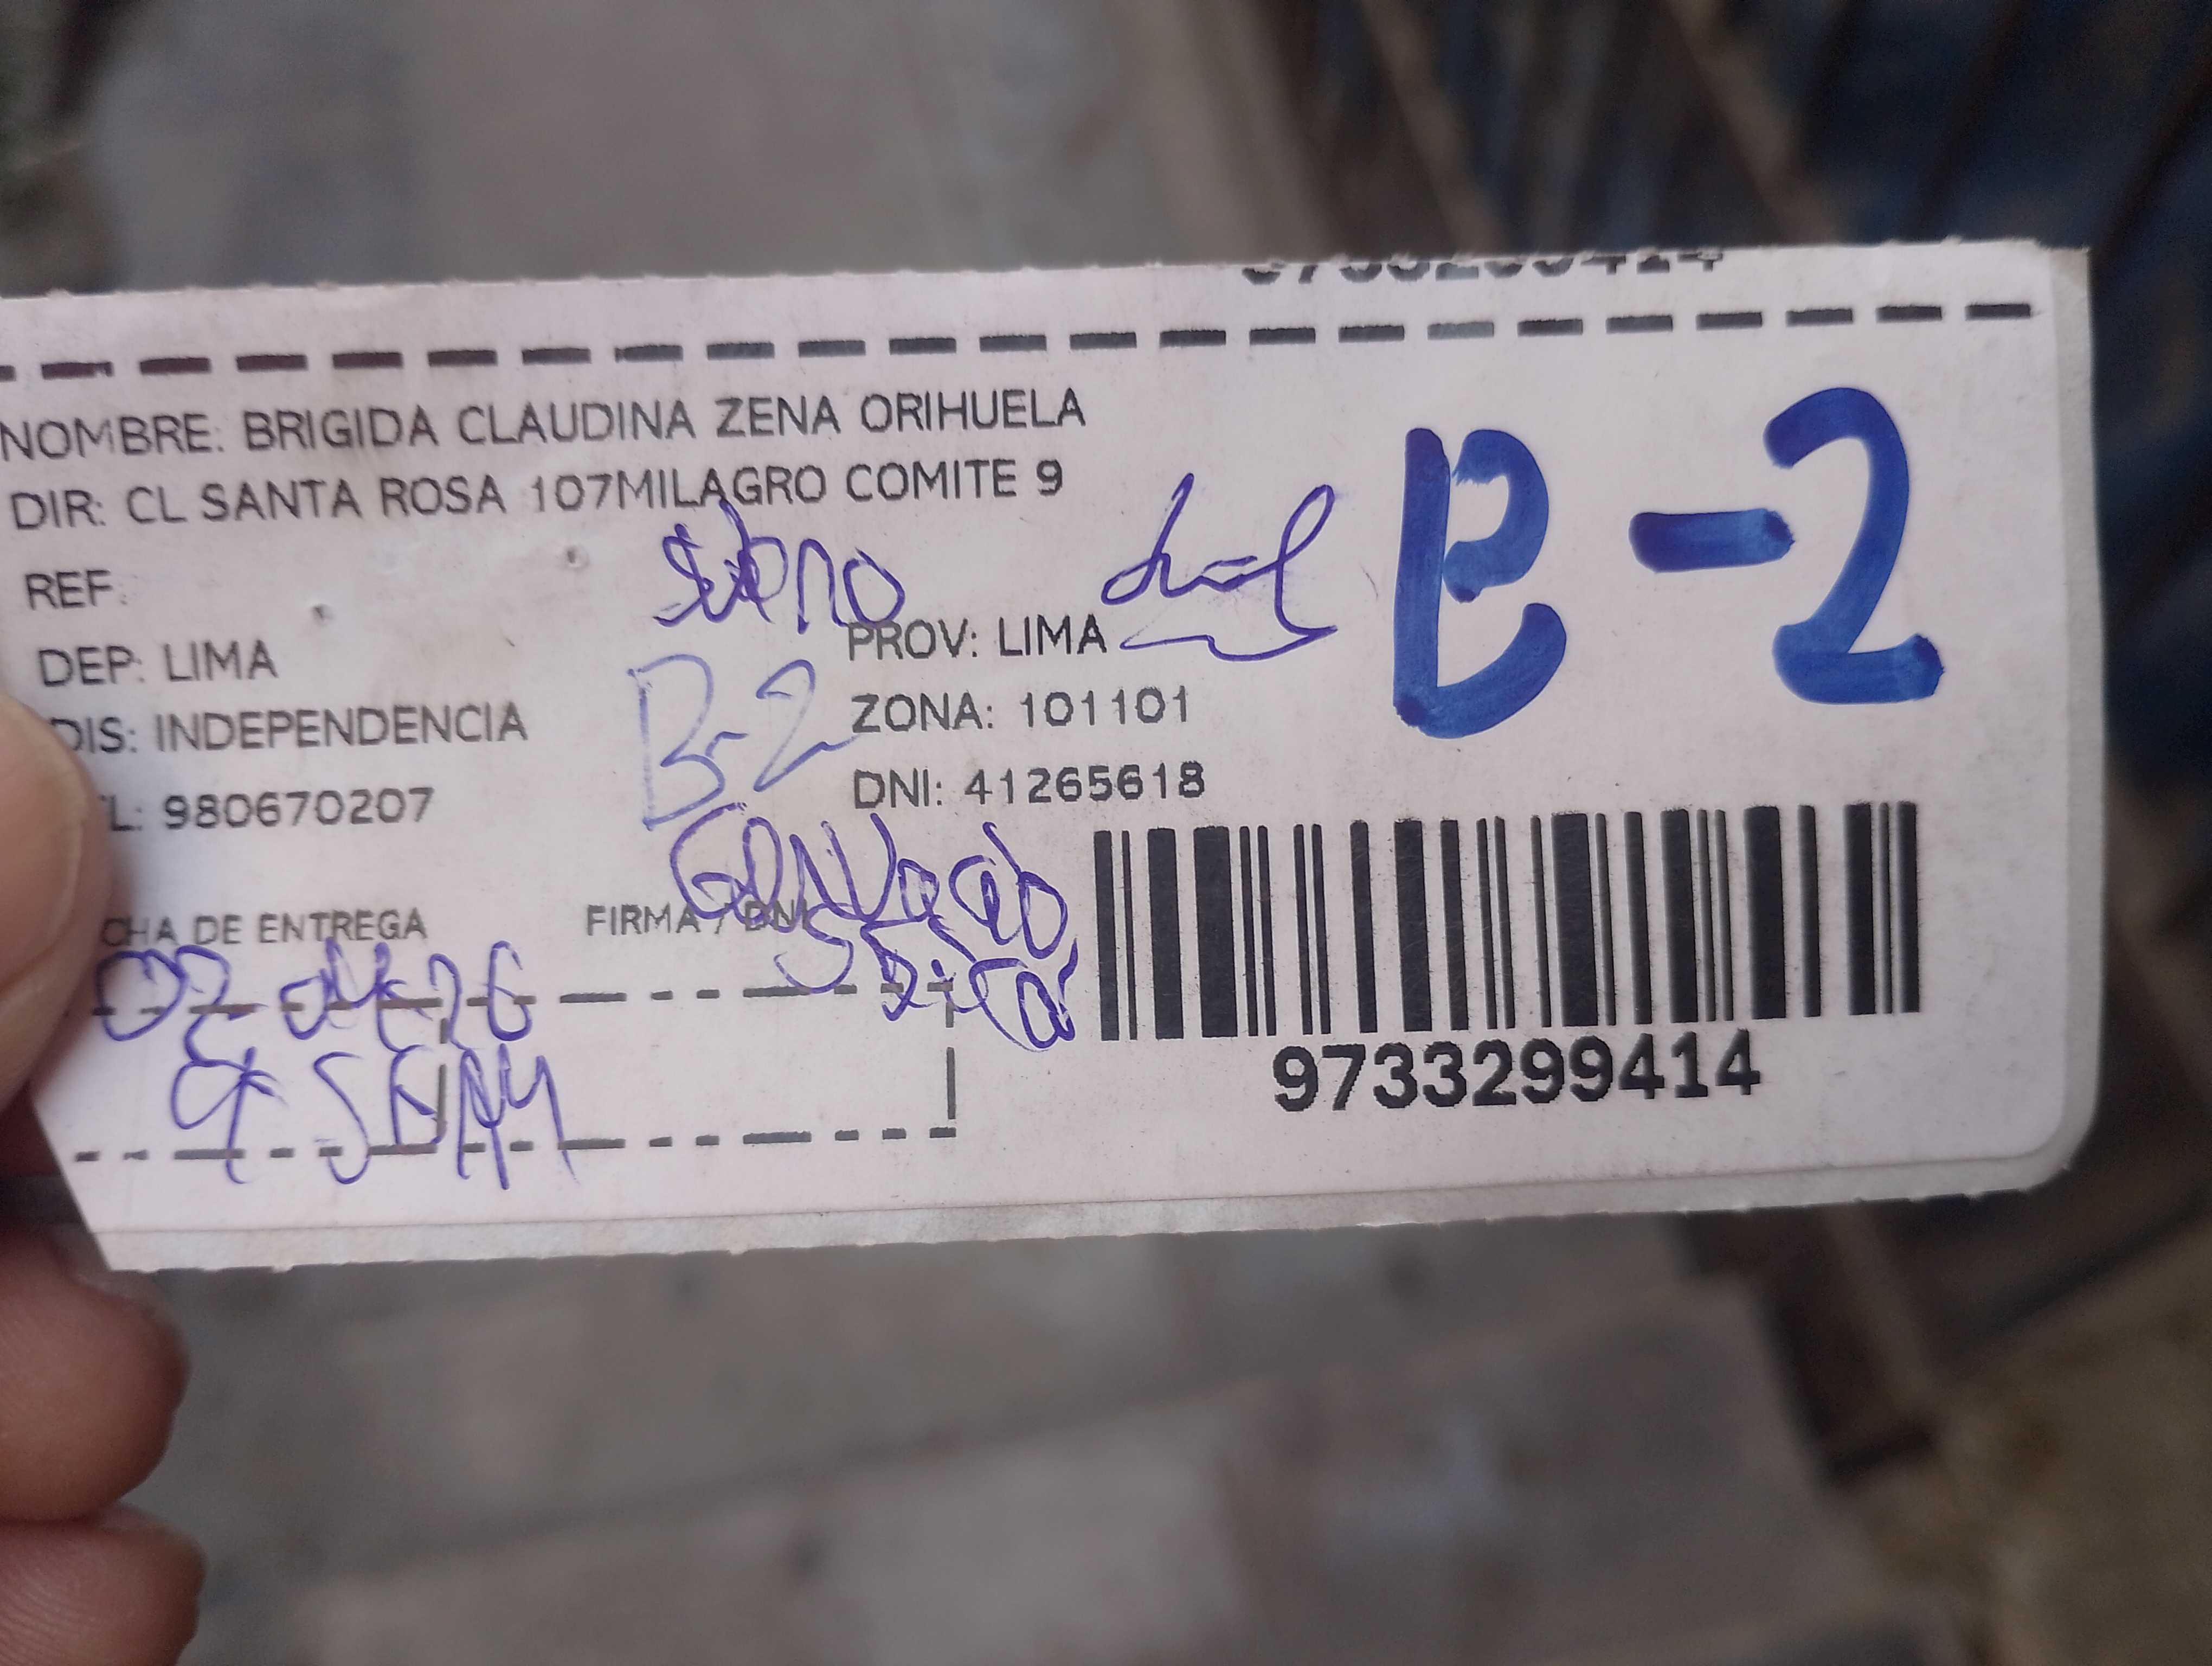 NOMBRE: BRIGIDA CLAUDINA ZENA ORIHUELA
DIR: CL SANTA ROSA 107MILAGRO COMITE 9
REF:
DEP: LIMA
PROV: LIMA
DIS: INDEPENDENCIA
ZONA: 101101
L: 980670207
DNI: 41265618
B-2
B-2
CHA DE ENTREGA
FIRMA / DNI
9733299414